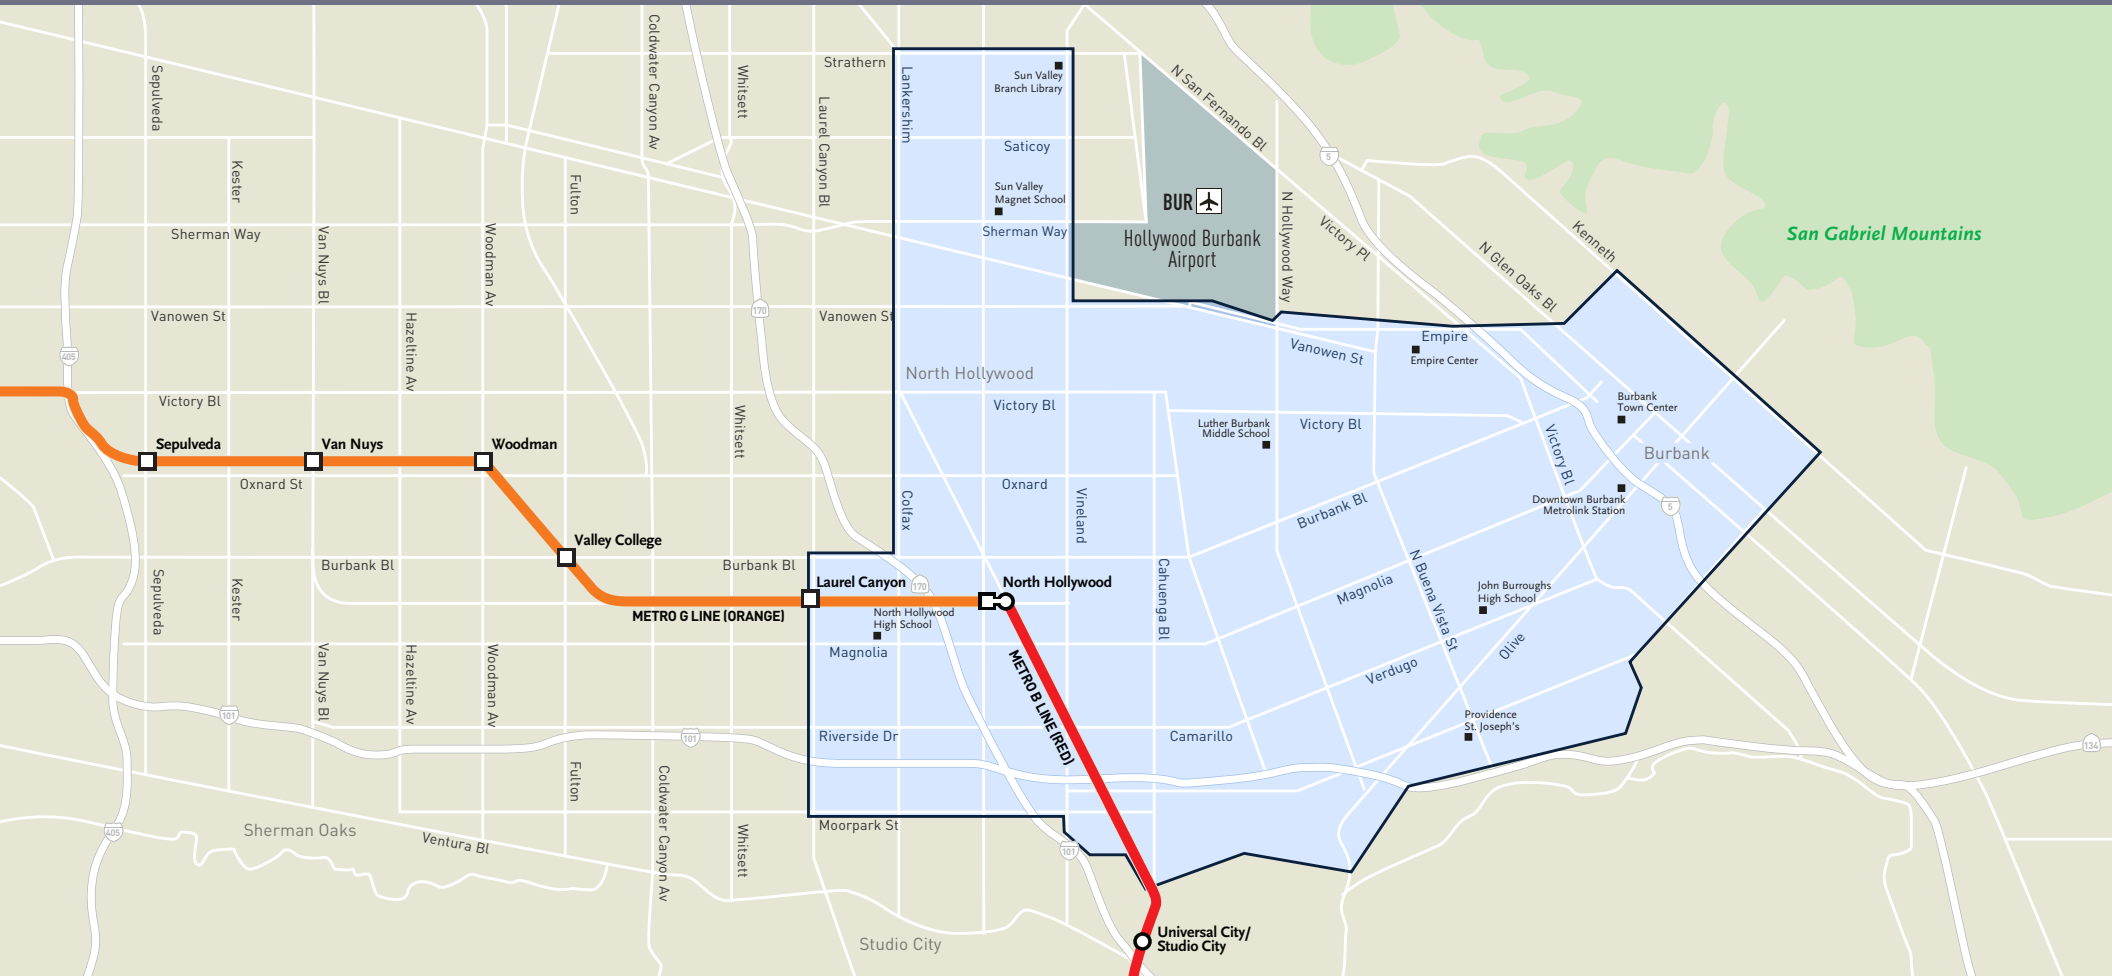 Strathern
Sepulveda
Coldwater Canyon Av
Whitsett
Laurel Canyon Bl
Lankershim
Sun Valley
Branch Library
N San Fernando Bl
Saticoy
5
Kester
Fulton
Sun Valley
Magnet School
BUR
Hollywood Burbank
Airport
N Hollywood Way
Victory Pl
N Glen Oaks Bl
Kenneth
San Gabriel Mountains
Sherman Way
Van Nuys Bl
Woodman Av
Sherman Way
170
Vanowen St
Hazeltine Av
Vanowen St
Vanowen St
Empire
Empire Center
405
North Hollywood
Victory Bl
Victory Bl
Victory Bl
Luther Burbank
Middle School
Burbank
Town Center
Victory Bl
Burbank
Whitsett
Sepulveda
Van Nuys
Woodman
Oxnard St
Colfax
Oxnard
Vineland
Burbank Bl
Downtown Burbank
Metrolink Station
5
Valley College
Burbank Bl
Burbank Bl
Laurel Canyon
170
North Hollywood
Cahuenga Bl
Magnolia
N Buena Vista St
John Burroughs
High School
Sepulveda
Kester
METRO G LINE (ORANGE)
North Hollywood
High School
Magnolia
METRO B LINE (RED)
Verdugo
Olive
Van Nuys Bl
Hazeltine Av
Woodman Av
101
101
Riverside Dr
Camarillo
Providence
St. Joseph's
134
Fulton
Coldwater Canyon Av
Whitsett
405
Sherman Oaks
Ventura Bl
Moorpark St
101
Studio City
Universal City/
Studio City